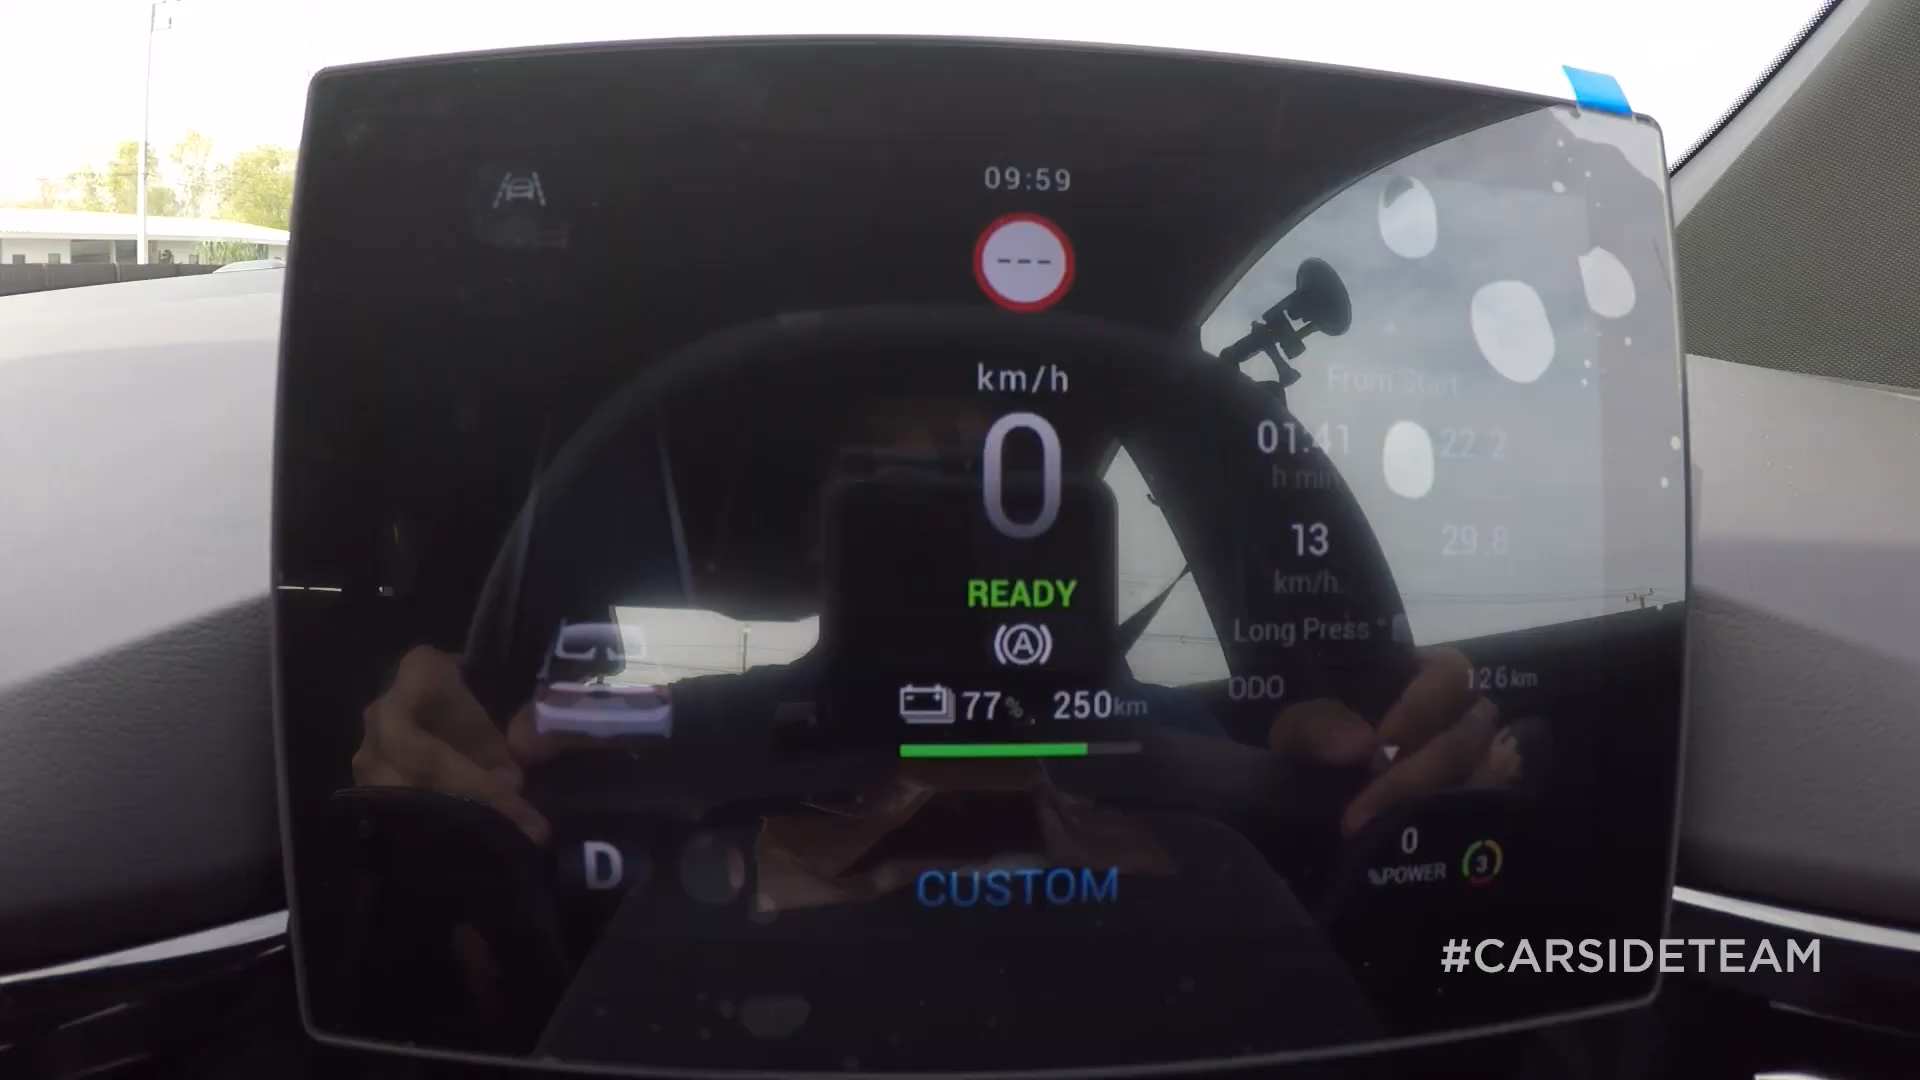 09:59
---
km/h
0
READY
A
77% 250km
From Start
01:41 22.2
h min
13 29.8
km/h
Long Press
ODO 126km
D
CUSTOM
0
%POWER 3
#CARSIDETEAM